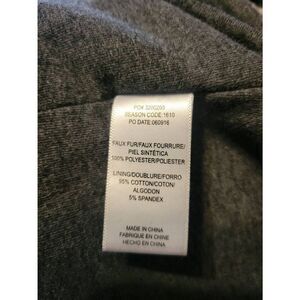 PO# 3200293
SEASON CODE:1610
PO DATE:060916
FAUX FUR/FAUX FOURRURE/
PIEL SINTÉTICA
100% POLYESTER/POLIESTER
LINING/DOUBLURE/FORRO
95% COTTON/COTON/
ALGODON
5% SPANDEX
MADE IN CHINA
FABRIQUÉ EN CHINE
HECHO EN CHINA